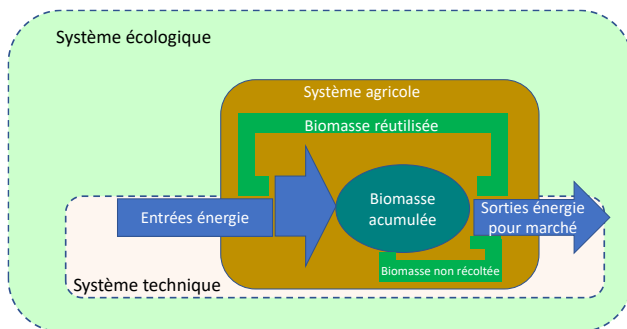 Système écologique
Système agricole
Biomasse réutilisée
Entrées énergie
Biomasse
acumulée
Sorties énergie
pour marché
Biomasse non récoltée
Système technique